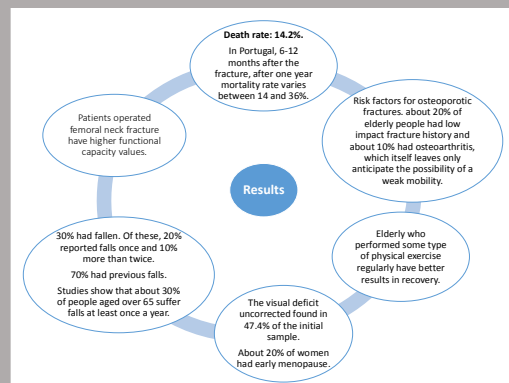 Death rate: 14.2%.
In Portugal, 6-12
months after the
fracture, after one year
mortality rate varies
between 14 and 36%.
Risk factors for osteoporotic
fractures. about 20% of
elderly people had low
impact fracture history and
about 10% had osteoarthritis,
which itself leaves only
anticipate the possibility of a
weak mobility.
Elderly who
performed some type
of physical exercise
regularly have better
results in recovery.
The visual deficit
uncorrected found in
47.4% of the initial
sample.
About 20% of women
had early menopause.
30% had fallen. Of these, 20%
reported falls once and 10%
more than twice.
70% had previous falls.
Studies show that about 30%
of people aged over 65 suffer
falls at least once a year.
Patients operated
femoral neck fracture
have higher functional
capacity values.
Results